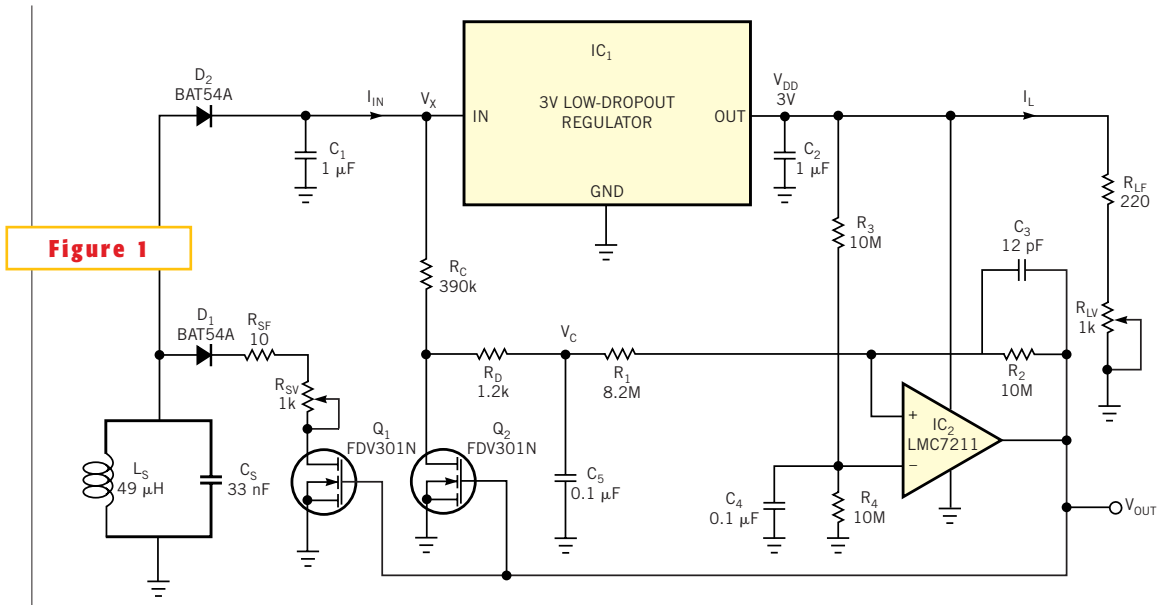 IC1
3V LOW-DROPOUT
REGULATOR
IN
OUT
GND
D2
BAT54A
IIN
VX
C1
1 µF
VDD
3V
C2
1 µF
IL
RLF
220
R3
10M
C3
12 pF
Figure 1
RC
390k
D1
BAT54A
RSF
10
RSV
1k
VC
RD
1.2k
R1
8.2M
R2
10M
RLV
1k
Q1
FDV301N
Q2
FDV301N
+
IC2
LMC7211
−
LS
49 µH
CS
33 nF
C5
0.1 µF
C4
0.1 µF
R4
10M
VOUT